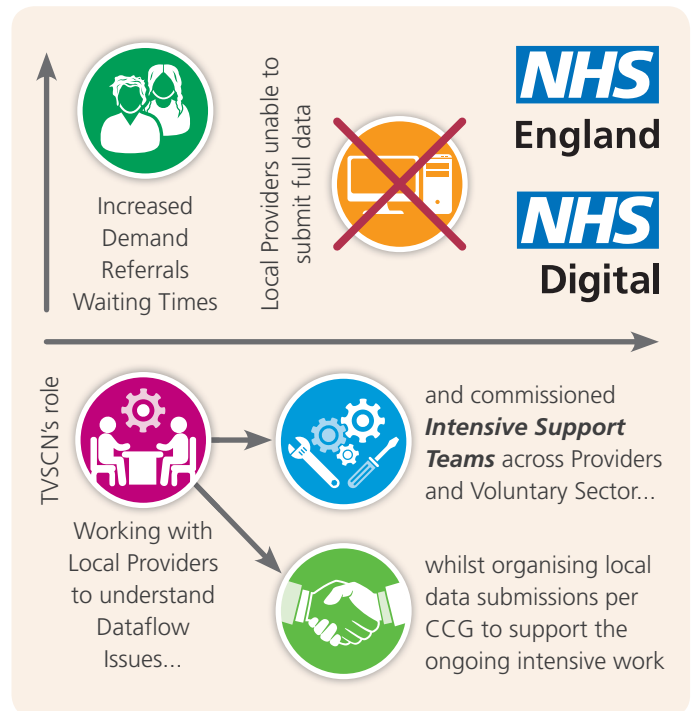 Increased
Demand
Referrals
Waiting Times
Local Providers unable to
submit full data
NHS
England
NHS
Digital
TVSCN's role
Working with
Local Providers
to understand
Dataflow
Issues...
and commissioned
Intensive Support
Teams across Providers
and Voluntary Sector...
whilst organising local
data submissions per
CCG to support the
ongoing intensive work